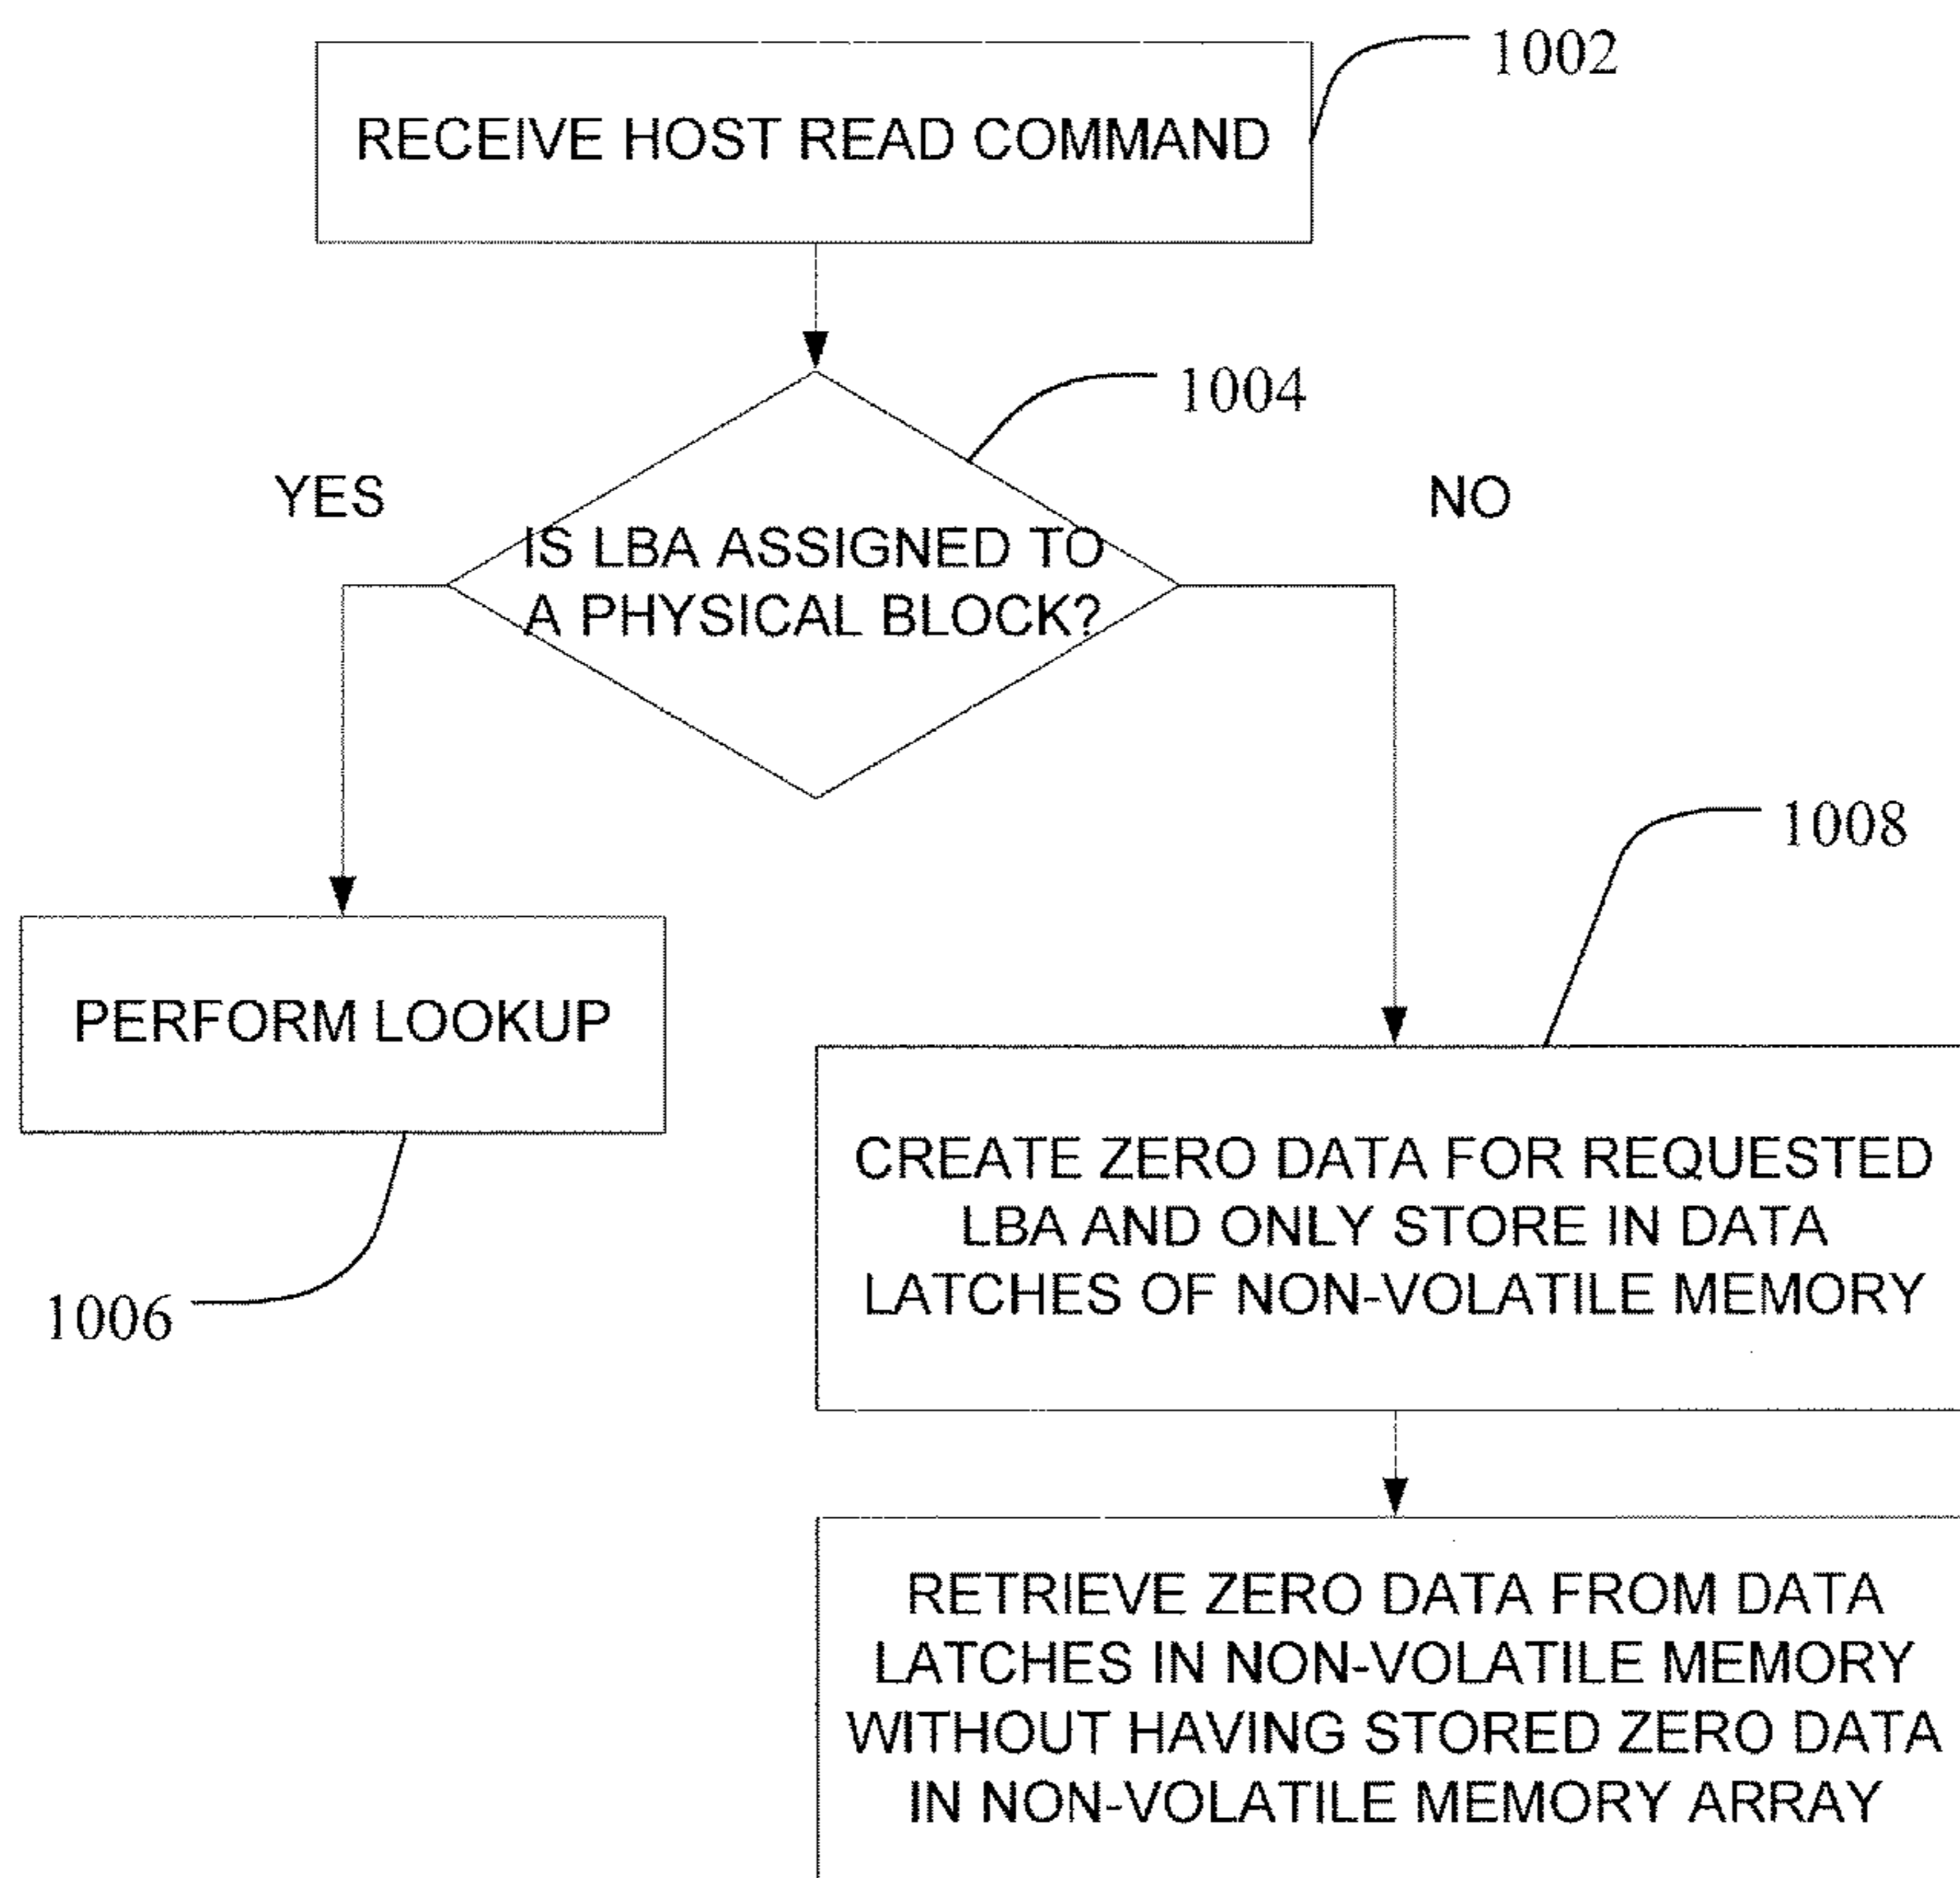 1002
RECEIVE HOST READ COMMAND
1004
YES
NO
IS LBA ASSIGNED TO
A PHYSICAL BLOCK?
1008
PERFORM LOOKUP
CREATE ZERO DATA FOR REQUESTED
LBA AND ONLY STORE IN DATA
LATCHES OF NON-VOLATILE MEMORY
1006
RETRIEVE ZERO DATA FROM DATA
LATCHES IN NON-VOLATILE MEMORY
WITHOUT HAVING STORED ZERO DATA
IN NON-VOLATILE MEMORY ARRAY